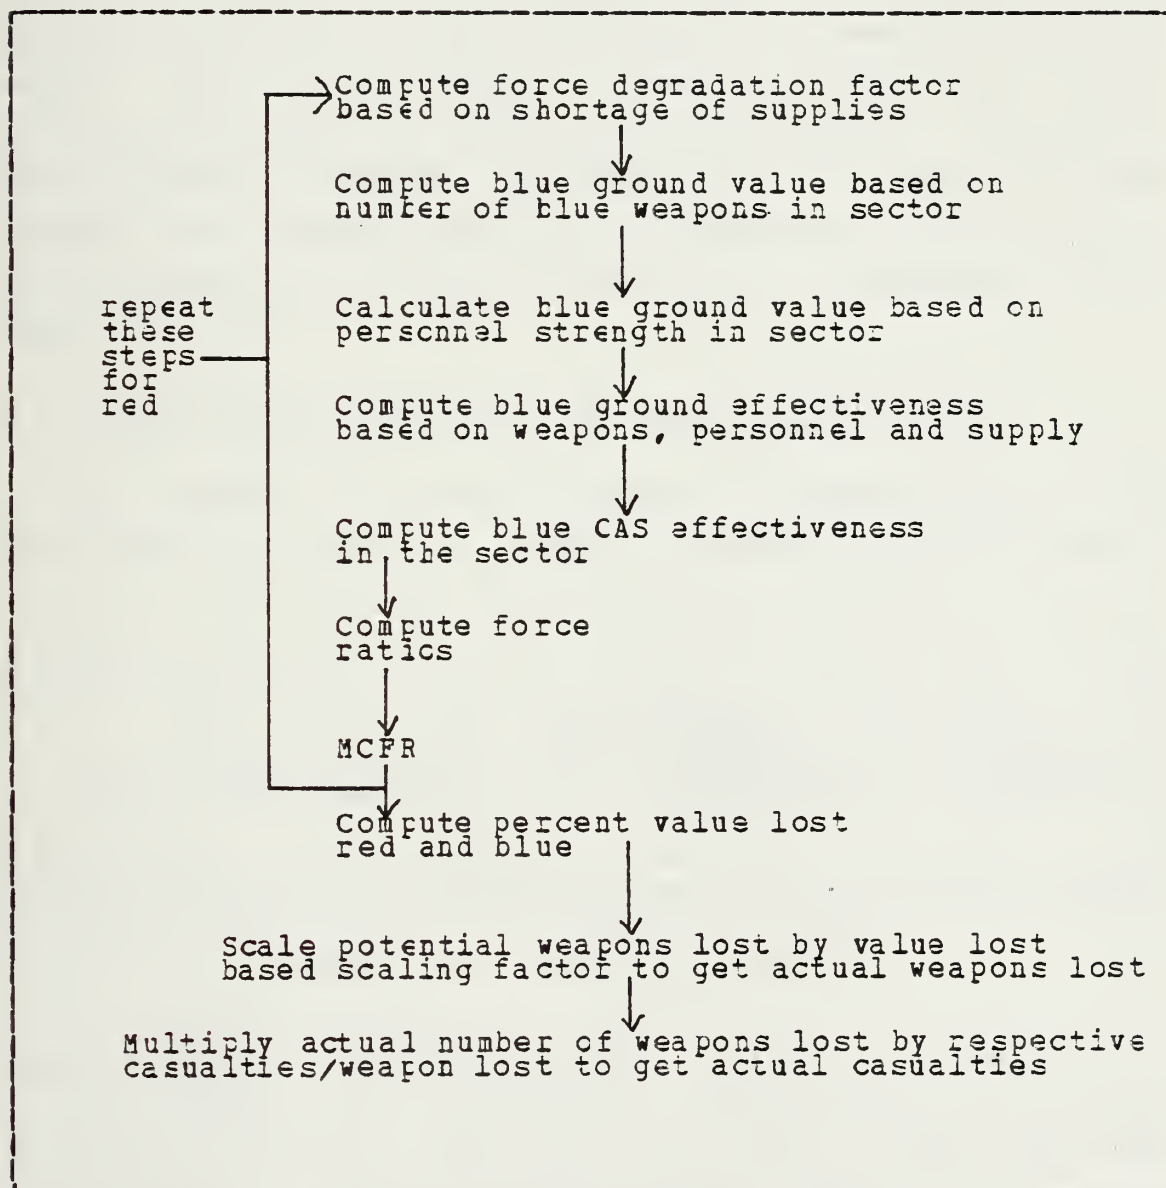 Compute force degradation factor
based on shortage of supplies
Compute blue ground value based on
number of blue weapons in sector
repeat
these
steps
for
red
Calculate blue ground value based on
personnel strength in sector
Compute blue ground effectiveness
based on weapons, personnel and supply
Compute blue CAS effectiveness
in the sector
Compute force
ratios
MCFR
Compute percent value lost
red and blue
Scale potential weapons lost by value lost
based scaling factor to get actual weapons lost
Multiply actual number of weapons lost by respective
casualties/weapon lost to get actual casualties